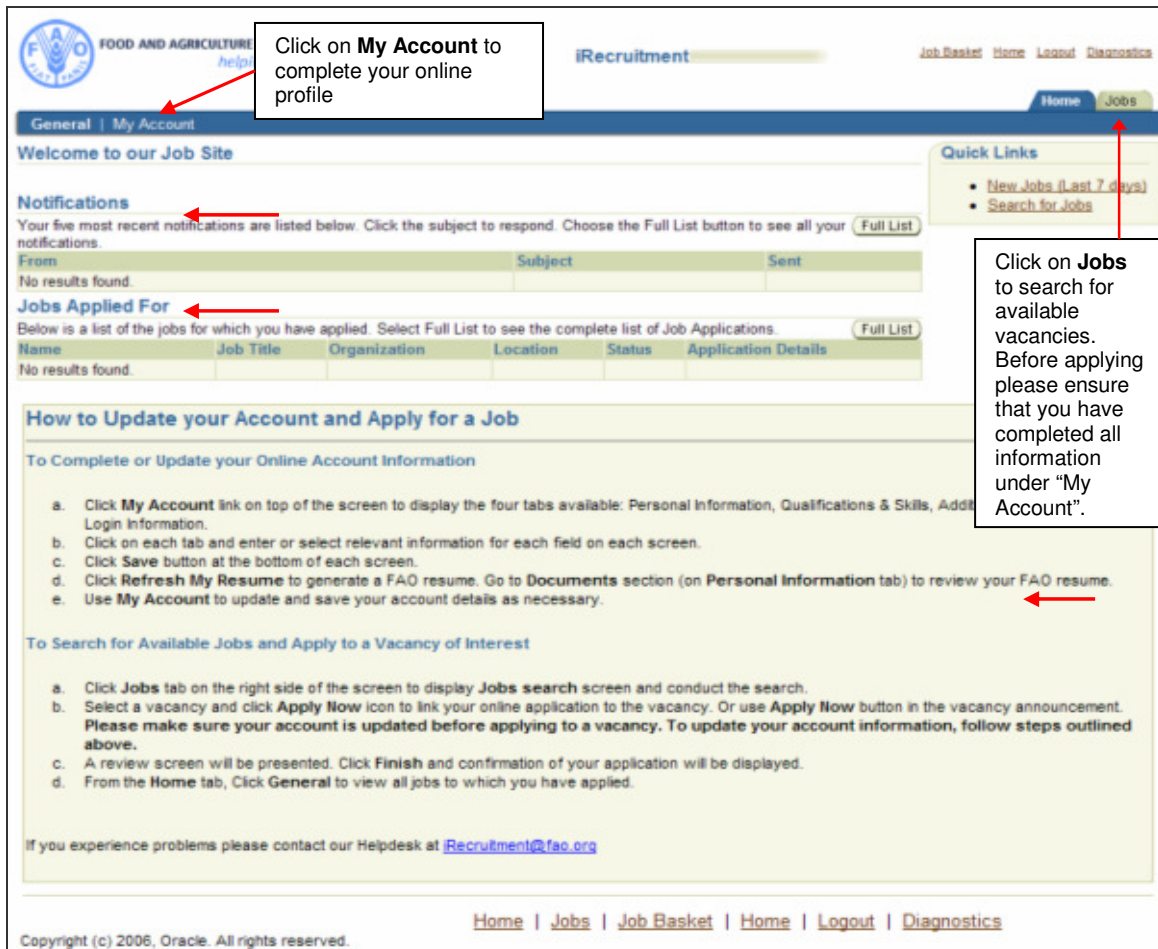 FOOD AND AGRICULTURE
helpi
Click on My Account to
complete your online
profile
iRecruitment
Job Basket Home Logout Diagnostics
Home Jobs
General | My Account
Welcome to our Job Site
Quick Links
• New Jobs (Last 7 days)
• Search for Jobs
Notifications
Your five most recent notifications are listed below. Click the subject to respond. Choose the Full List button to see all your Full List
notifications.
From Subject Sent
No results found.
Jobs Applied For
Below is a list of the jobs for which you have applied. Select Full List to see the complete list of Job Applications. Full List
Name Job Title Organization Location Status Application Details
No results found.
Click on Jobs
to search for
available
vacancies.
Before applying
please ensure
that you have
completed all
information
under “My
Account”.
How to Update your Account and Apply for a Job
To Complete or Update your Online Account Information
a. Click My Account link on top of the screen to display the four tabs available: Personal Information, Qualifications & Skills, Addit
Login Information.
b. Click on each tab and enter or select relevant information for each field on each screen.
c. Click Save button at the bottom of each screen.
d. Click Refresh My Resume to generate a FAO resume. Go to Documents section (on Personal Information tab) to review your FAO resume.
e. Use My Account to update and save your account details as necessary.
To Search for Available Jobs and Apply to a Vacancy of Interest
a. Click Jobs tab on the right side of the screen to display Jobs search screen and conduct the search.
b. Select a vacancy and click Apply Now icon to link your online application to the vacancy. Or use Apply Now button in the vacancy announcement.
Please make sure your account is updated before applying to a vacancy. To update your account information, follow steps outlined
above.
c. A review screen will be presented. Click Finish and confirmation of your application will be displayed.
d. From the Home tab, Click General to view all jobs to which you have applied.
If you experience problems please contact our Helpdesk at iRecruitment@fao.org
Home | Jobs | Job Basket | Home | Logout | Diagnostics
Copyright (c) 2006, Oracle. All rights reserved.